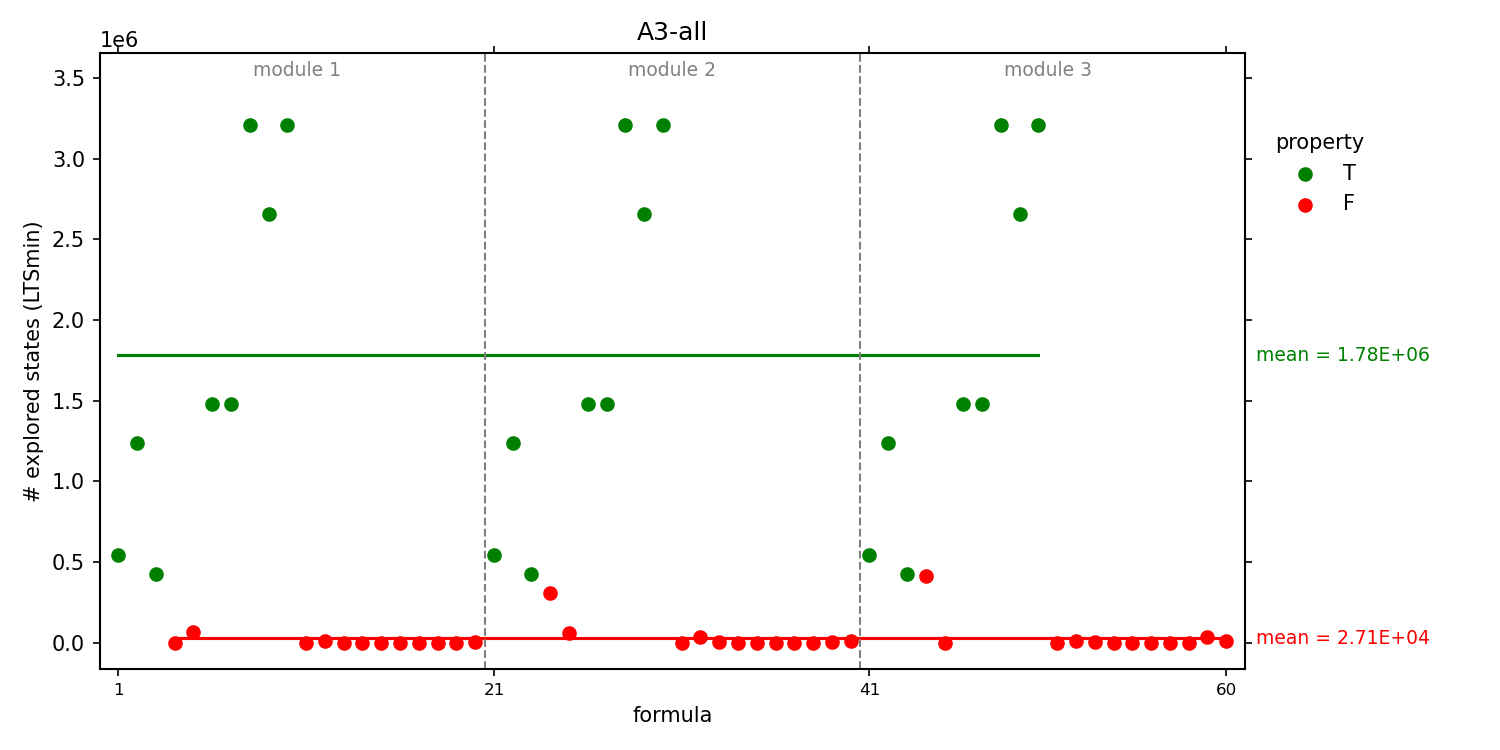 A3-all
1e6
module 1
module 2
module 3
3.5
3.0
2.5
2.0
1.5
1.0
0.5
0.0
# explored states (LTSmin)
1
21
41
60
formula
property
T
F
mean = 1.78E+06
mean = 2.71E+04